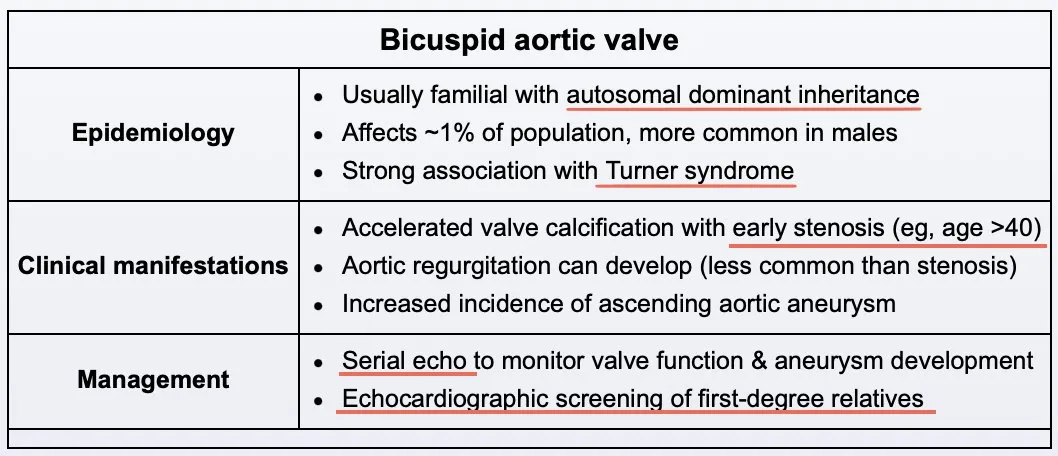 Bicuspid aortic valve
Epidemiology
• Usually familial with autosomal dominant inheritance
• Affects ~1% of population, more common in males
• Strong association with Turner syndrome
Clinical manifestations
• Accelerated valve calcification with early stenosis (eg, age >40)
• Aortic regurgitation can develop (less common than stenosis)
• Increased incidence of ascending aortic aneurysm
Management
• Serial echo to monitor valve function & aneurysm development
• Echocardiographic screening of first-degree relatives